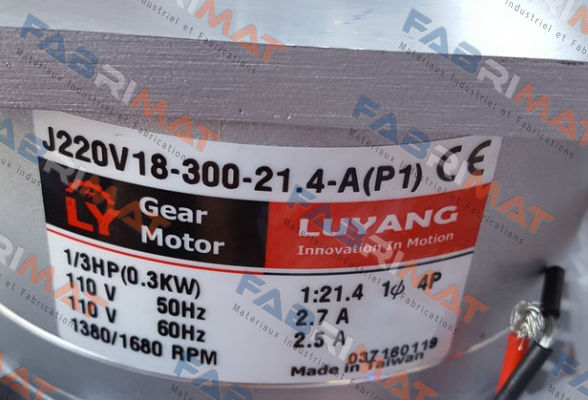 J220V18-300-21.4-A(P1) CE
LY Gear Motor
LUYANG
Innovation In Motion
1/3HP(0.3KW) 1:21.4 1ϕ 4P
110 V 50Hz 2.7 A
110 V 60Hz 2.5 A
1380/1680 RPM 037160119
Made in Taiwan
FABRIMAT
Matériaux Industriel et Fabrications